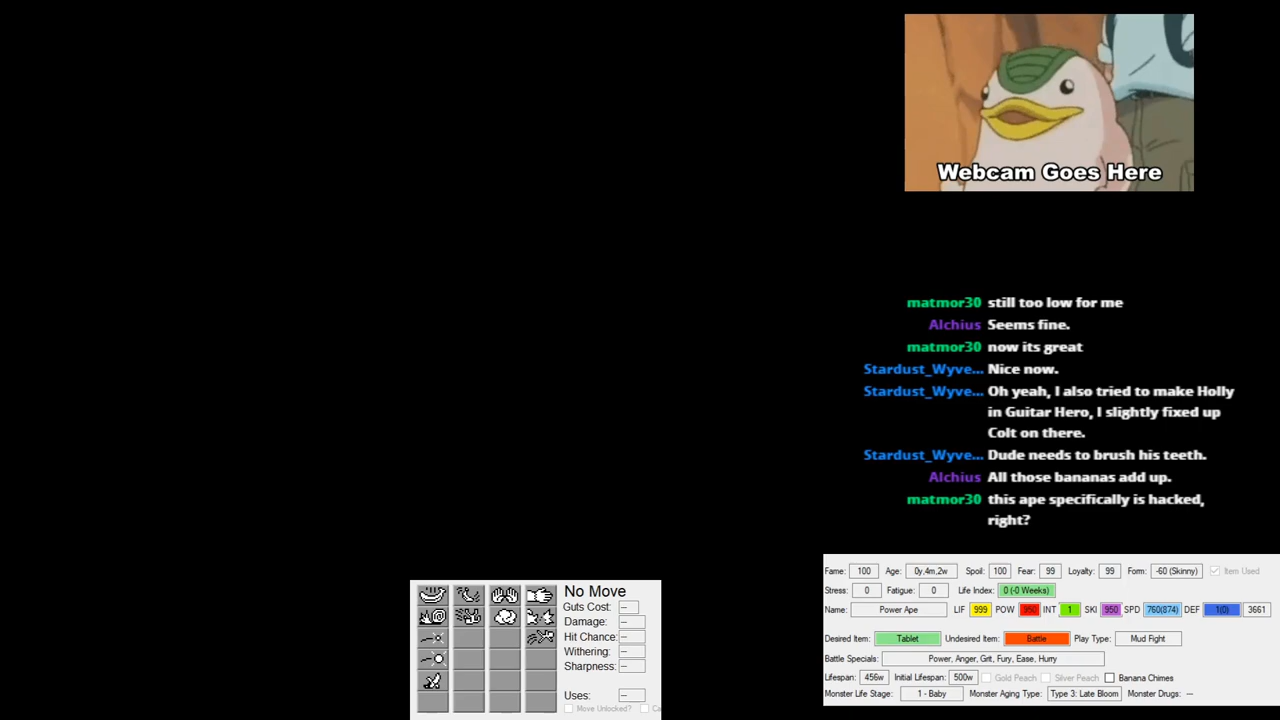 Webcam Goes Here
matmor30 still too low for me
Alchius Seems fine.
matmor30 now its great
Stardust_Wyve... Nice now.
Stardust_Wyve... Oh yeah, I also tried to make Holly
in Guitar Hero, I slightly fixed up
Colt on there.
Stardust_Wyve... Dude needs to brush his teeth.
Alchius All those bananas add up.
matmor30 this ape specifically is hacked,
right?
No Move
Guts Cost: --
Damage: --
Hit Chance: --
Withering: --
Sharpness: --
Uses: --
Move Unlocked? Ca
Fame: 100 Age: 0y,4m,2w Spoil: 100 Fear: 99 Loyalty: 99 Form: -60 (Skinny) Item Used
Stress: 0 Fatigue: 0 Life Index: 0 (-0 Weeks)
Name: Power Ape LIF 999 POW 950 INT 1 SKI 950 SPD 760(874) DEF 1(0) 3661
Desired Item: Tablet Undesired Item: Battle Play Type: Mud Fight
Battle Specials: Power, Anger, Grit, Fury, Ease, Hurry
Lifespan: 456w Initial Lifespan: 500w Gold Peach Silver Peach Banana Chimes
Monster Life Stage: 1 - Baby Monster Aging Type: Type 3: Late Bloom Monster Drugs: --